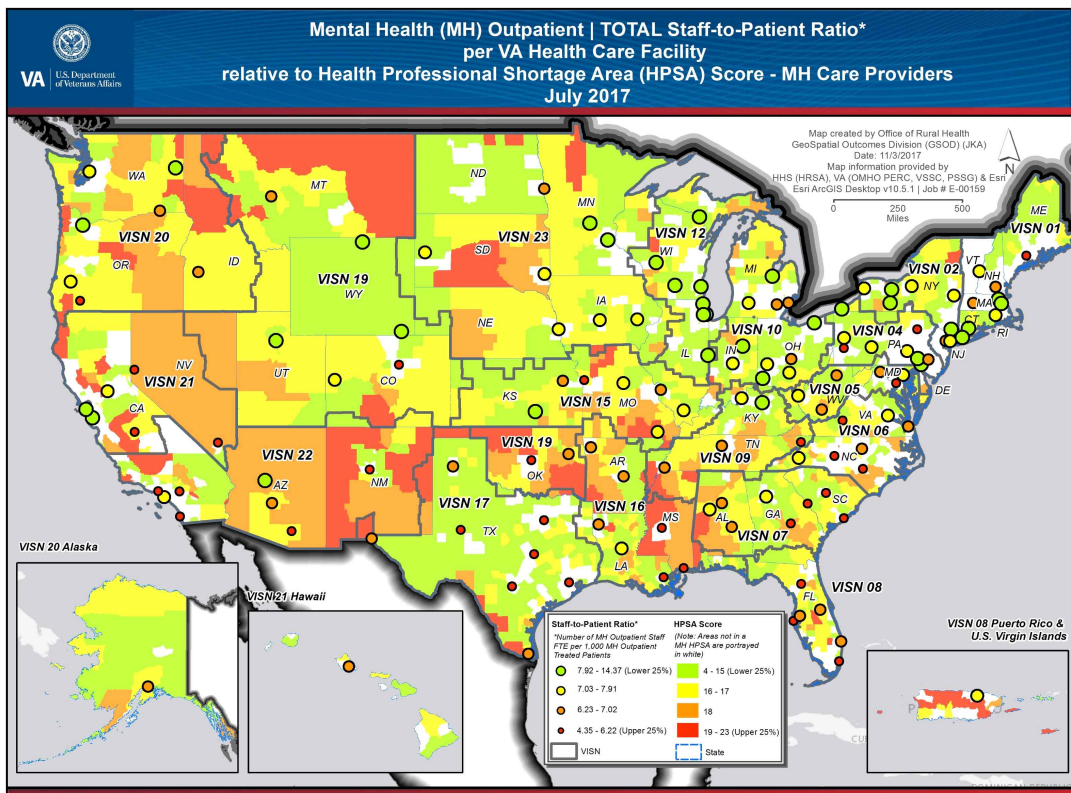 Mental Health (MH) Outpatient | TOTAL Staff-to-Patient Ratio*
per VA Health Care Facility
relative to Health Professional Shortage Area (HPSA) Score - MH Care Providers
July 2017
VA
U.S. Department
of Veterans Affairs
Map created by Office of Rural Health
GeoSpatial Outcomes Division (GSOD) (JKA)
Date: 11/3/2017
Map information provided by
HHS (HRSA), VA (OMHO PERC, VSSC, PSSG) & Esri
Esri ArcGIS Desktop v10.5.1 | Job # E-00159
N
0 250 500
Miles
WA
MT
ND
MN
ME
VISN 01
VISN 12
VISN 20
VISN 23
WI
VT
VISN 02
NH
OR
ID
SD
MI
NY
VISN 19
WY
MA
CT
RI
IA
VISN 10
VISN 04
NE
PA
NJ
OH
IN
IL
NV
UT
VISN 21
CO
MD
DE
VISN 05
WV
KS
VISN 15
MO
CA
KY
VA
VISN 06
VISN 19
TN
NC
VISN 22
OK
AR
VISN 09
AZ
NM
VISN 17
VISN 16
SC
MS
AL
GA
TX
VISN 07
LA
VISN 20 Alaska
VISN 08
FL
VISN 21 Hawaii
VISN 08 Puerto Rico &
U.S. Virgin Islands
Staff-to-Patient Ratio*
*Number of MH Outpatient Staff
FTE per 1,000 MH Outpatient
Treated Patients
7.92 - 14.37 (Lower 25%)
7.03 - 7.91
6.23 - 7.02
4.35 - 6.22 (Upper 25%)
VISN
HPSA Score
(Note: Areas not in a
MH HPSA are portrayed
in white)
4 - 15 (Lower 25%)
16 - 17
18
19 - 23 (Upper 25%)
State